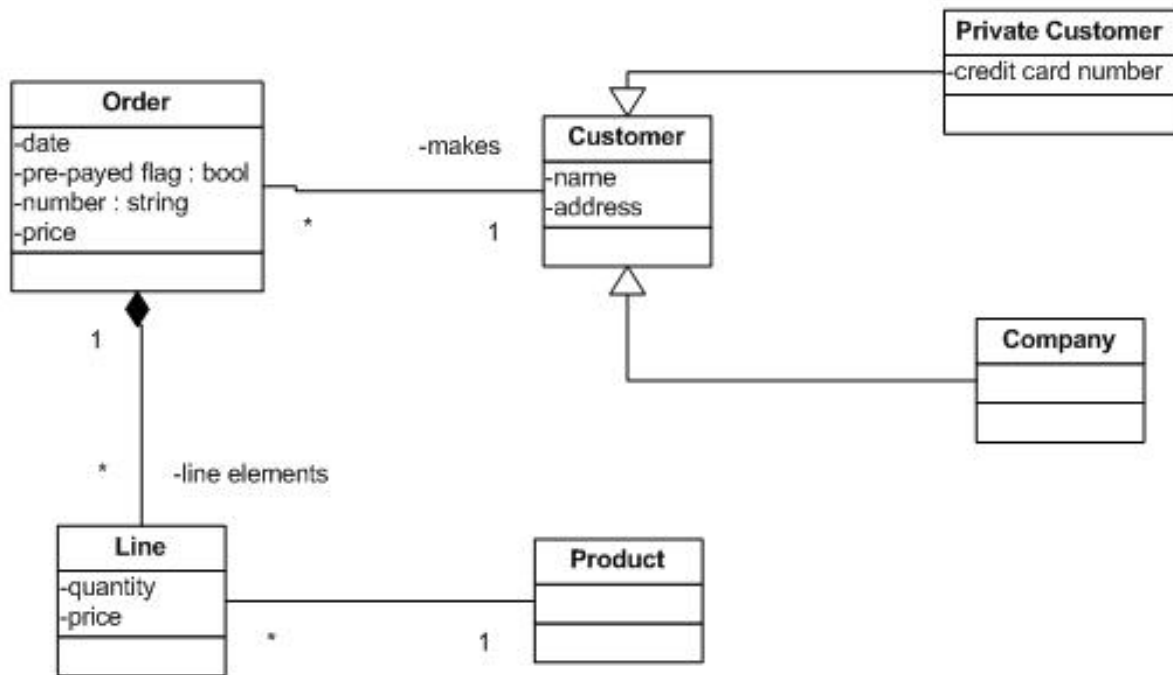 Private Customer
-credit card number
Order
-date
-pre-payed flag : bool
-number : string
-price
-makes
*
1
Customer
-name
-address
1
*
-line elements
Company
Line
-quantity
-price
*
1
Product